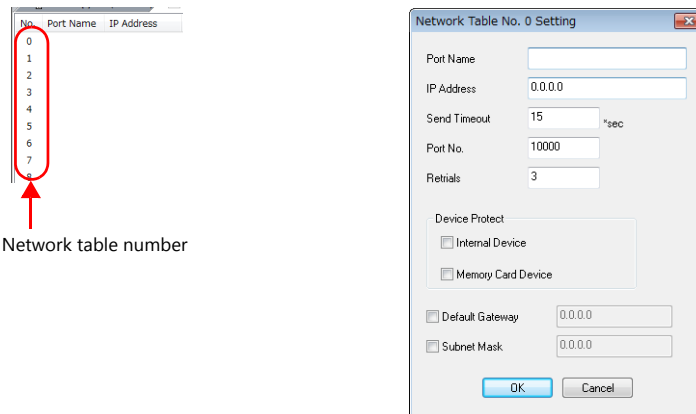 No. Port Name IP Address
0
1
2
3
4
5
6
7
8
Network table number
Network Table No. 0 Setting
Port Name
IP Address 0.0.0.0
Send Timeout 15 *sec
Port No. 10000
Retrials 3
Device Protect
Internal Device
Memory Card Device
Default Gateway 0.0.0.0
Subnet Mask 0.0.0.0
OK Cancel